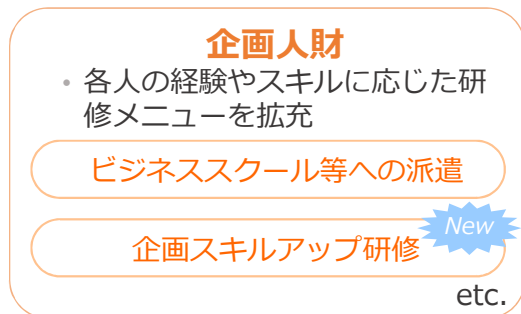 企画人財
• 各人の経験やスキルに応じた研
修メニューを拡充
ビジネススクール等への派遣
New
企画スキルアップ研修
etc.